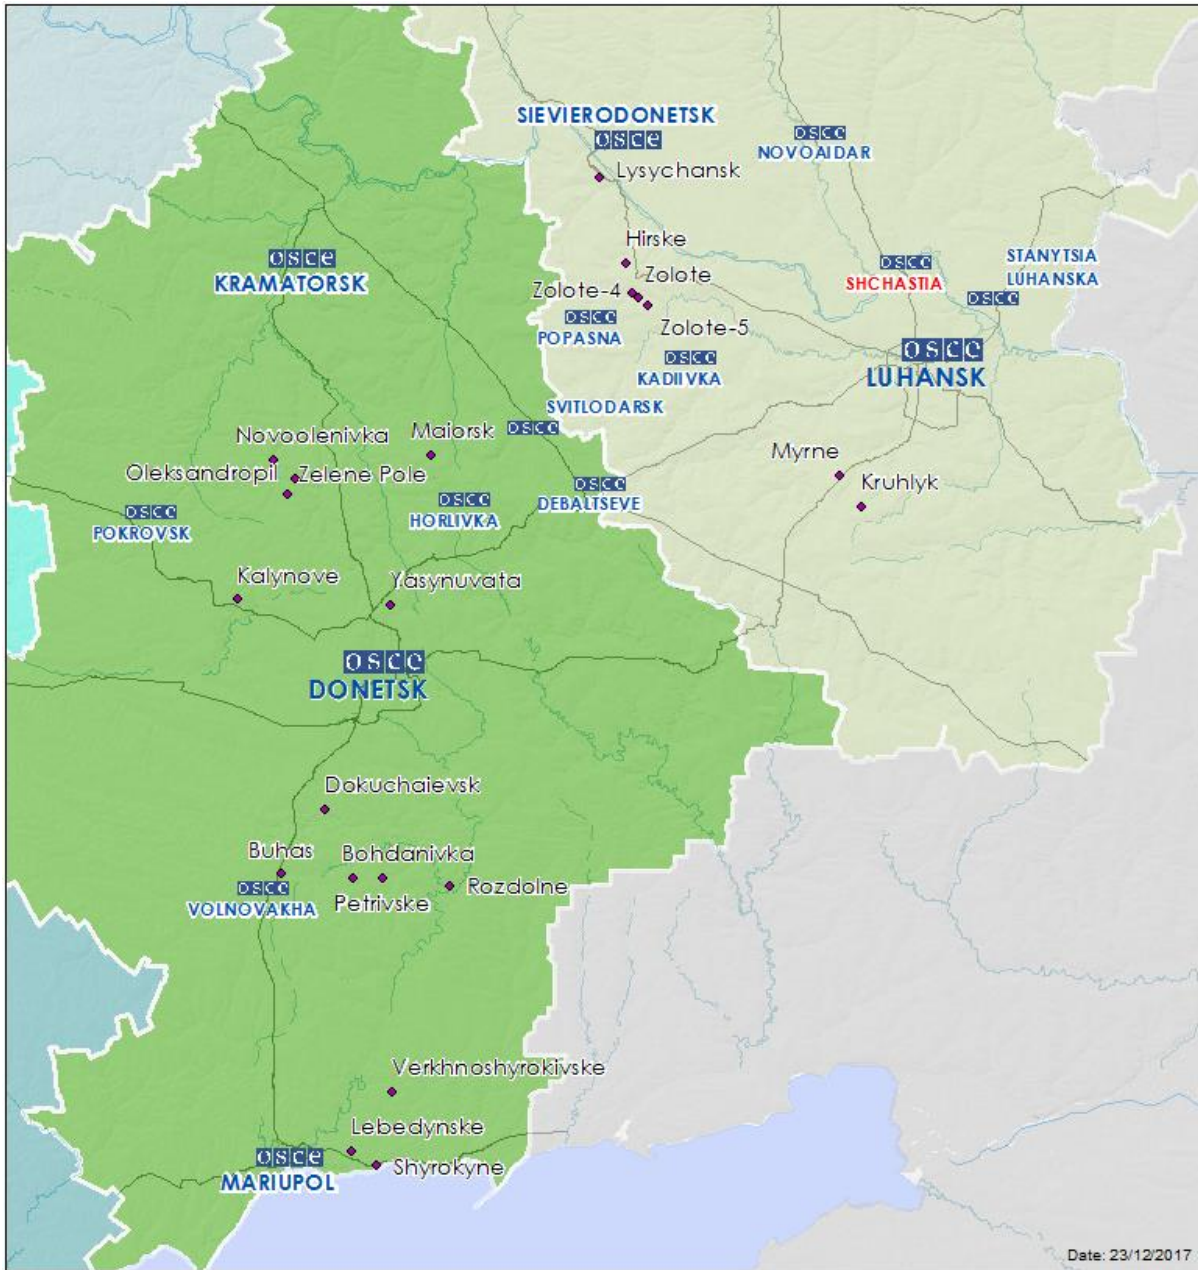 SIEVIERODONETSK
osce
Lysychansk
osce
NOVOAIDAR
Hirske
Zolote
Zolote-4
Zolote-5
osce
POPASNA
osce
KADIIVKA
osce
SHCHASTIA
STANYTSIA
LUHANSKA
osce
osce
LUHANSK
osce
KRAMATORSK
SVITLODARSK
osce
Novoolenivka
Maiorsk
Oleksandropil
Zelene Pole
osce
POKROVSK
osce
HORLIVKA
osce
DEBALTSEVE
Myrne
Kruhlyk
Kalynove
Yasynuvata
osce
DONETSK
Dokuchaievsk
Buhas
Bohdanivka
osce
VOLNOVAKHA
Petrivske
Rozdolne
Verkhnoshyrokivske
Lebedynske
osce
MARIUPOL
Shyrokyne
Date: 23/12/2017